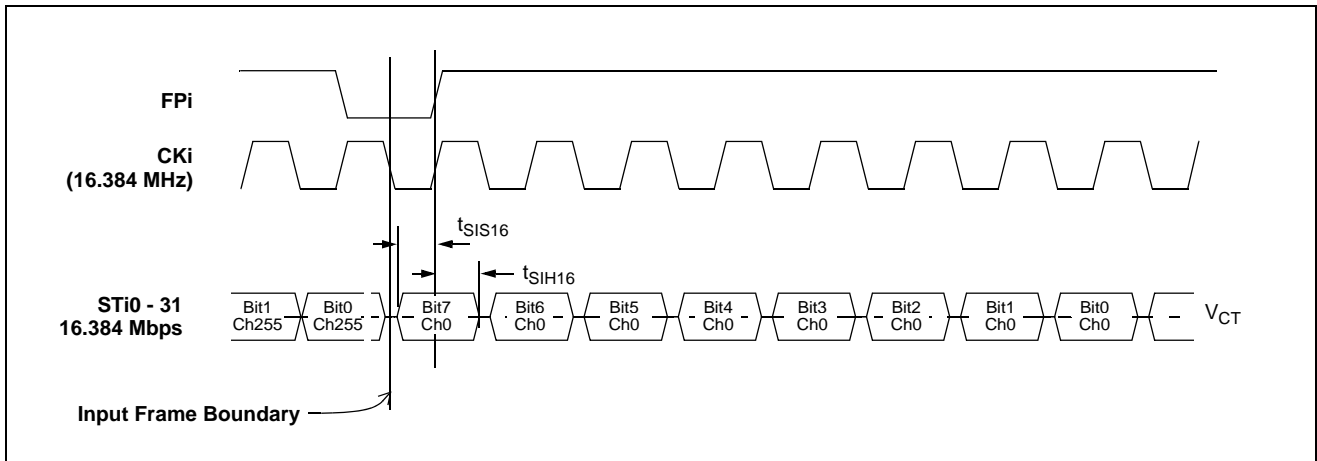 FPi
CKi
(16.384 MHz)
tSIS16
tSIH16
STi0 - 31
16.384 Mbps
Bit1 Bit0 Bit7 Bit6 Bit5 Bit4 Bit3 Bit2 Bit1 Bit0
Ch255 Ch255 Ch0 Ch0 Ch0 Ch0 Ch0 Ch0 Ch0 Ch0
VCT
Input Frame Boundary